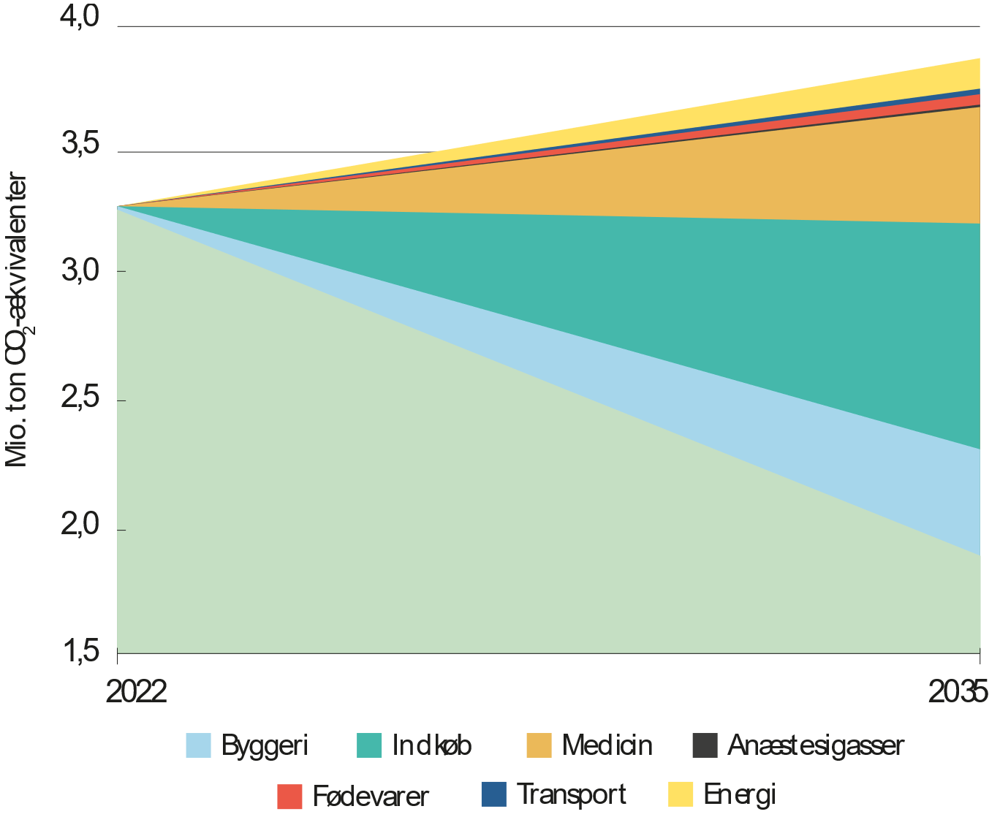 4,0
3,5
3,0
2,5
2,0
1,5
Mio. ton CO₂-ækvivalenter
2022 2035
Byggeri Indkøb Medicin Anæstesigasser
Fødevarer Transport Energi